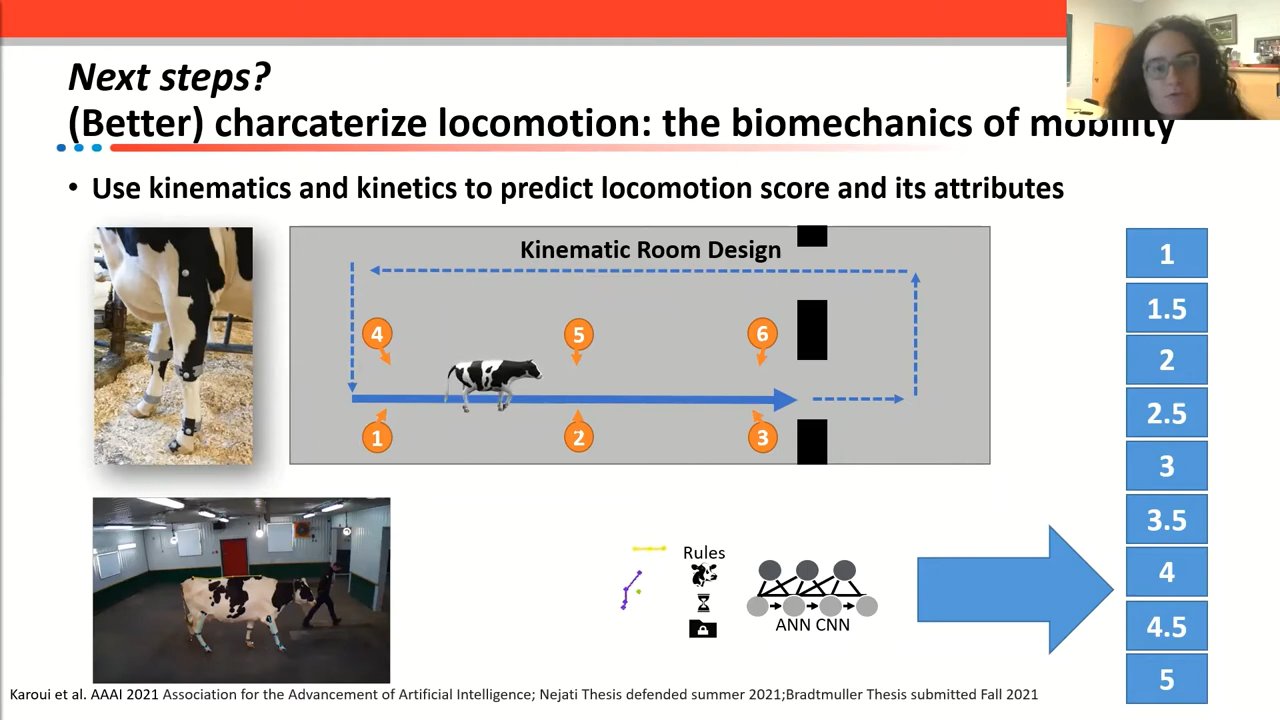 Next steps?
(Better) charcaterize locomotion: the biomechanics of mobility
• Use kinematics and kinetics to predict locomotion score and its attributes
Kinematic Room Design
4
5
6
1
2
3
Rules
ANN CNN
1
1.5
2
2.5
3
3.5
4
4.5
5
Karoui et al. AAAI 2021 Association for the Advancement of Artificial Intelligence; Nejati Thesis defended summer 2021;Bradtmuller Thesis submitted Fall 2021